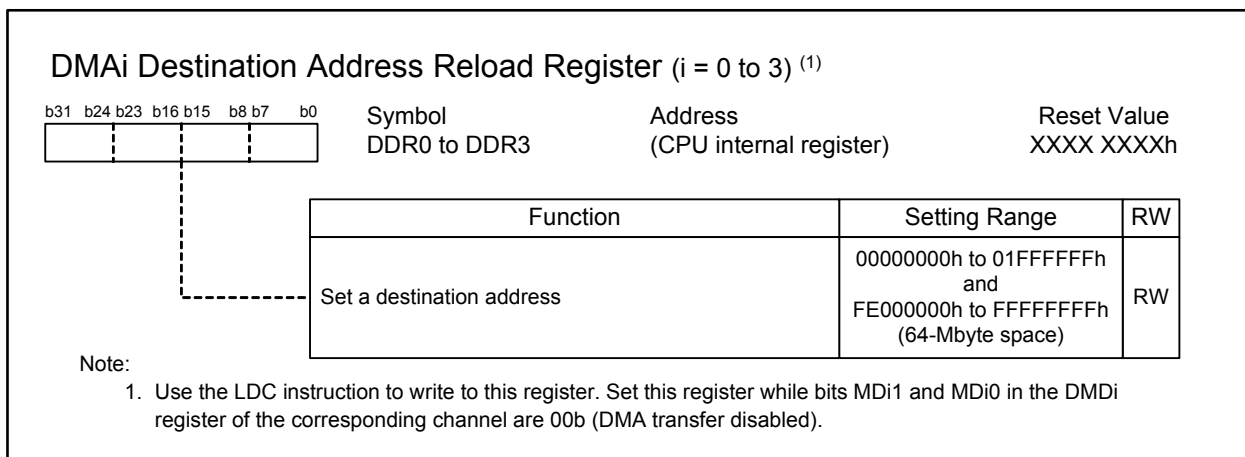 DMAi Destination Address Reload Register (i = 0 to 3) (1)
b31 b24 b23 b16 b15 b8 b7 b0
Symbol Address Reset Value
DDR0 to DDR3 (CPU internal register) XXXX XXXXh
Function Setting Range RW
Set a destination address
00000000h to 01FFFFFFh
and
FE000000h to FFFFFFFFh
(64-Mbyte space)
RW
Note:
1. Use the LDC instruction to write to this register. Set this register while bits MDi1 and MDi0 in the DMDi
register of the corresponding channel are 00b (DMA transfer disabled).